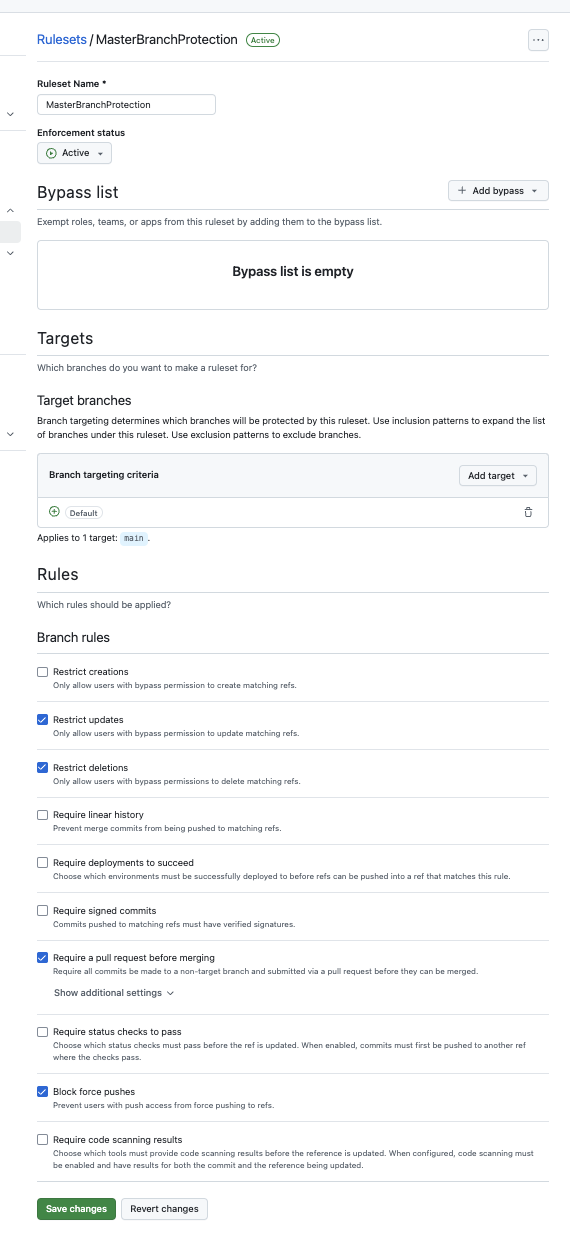 Rulesets / MasterBranchProtection Active
Ruleset Name *
MasterBranchProtection
Enforcement status
Active
Bypass list
Add bypass
Exempt roles, teams, or apps from this ruleset by adding them to the bypass list.
Bypass list is empty
Targets
Which branches do you want to make a ruleset for?
Target branches
Branch targeting determines which branches will be protected by this ruleset. Use inclusion patterns to expand the list
of branches under this ruleset. Use exclusion patterns to exclude branches.
Branch targeting criteria
Add target
Default
Applies to 1 target: main.
Rules
Which rules should be applied?
Branch rules
Restrict creations
Only allow users with bypass permission to create matching refs.
Restrict updates
Only allow users with bypass permission to update matching refs.
Restrict deletions
Only allow users with bypass permissions to delete matching refs.
Require linear history
Prevent merge commits from being pushed to matching refs.
Require deployments to succeed
Choose which environments must be successfully deployed to before refs can be pushed into a ref that matches this rule.
Require signed commits
Commits pushed to matching refs must have verified signatures.
Require a pull request before merging
Require all commits be made to a non-target branch and submitted via a pull request before they can be merged.
Show additional settings
Require status checks to pass
Choose which status checks must pass before the ref is updated. When enabled, commits must first be pushed to another ref
where the checks pass.
Block force pushes
Prevent users with push access from force pushing to refs.
Require code scanning results
Choose which tools must provide code scanning results before the reference is updated. When configured, code scanning must
be enabled and have results for both the commit and the reference being updated.
Save changes
Revert changes